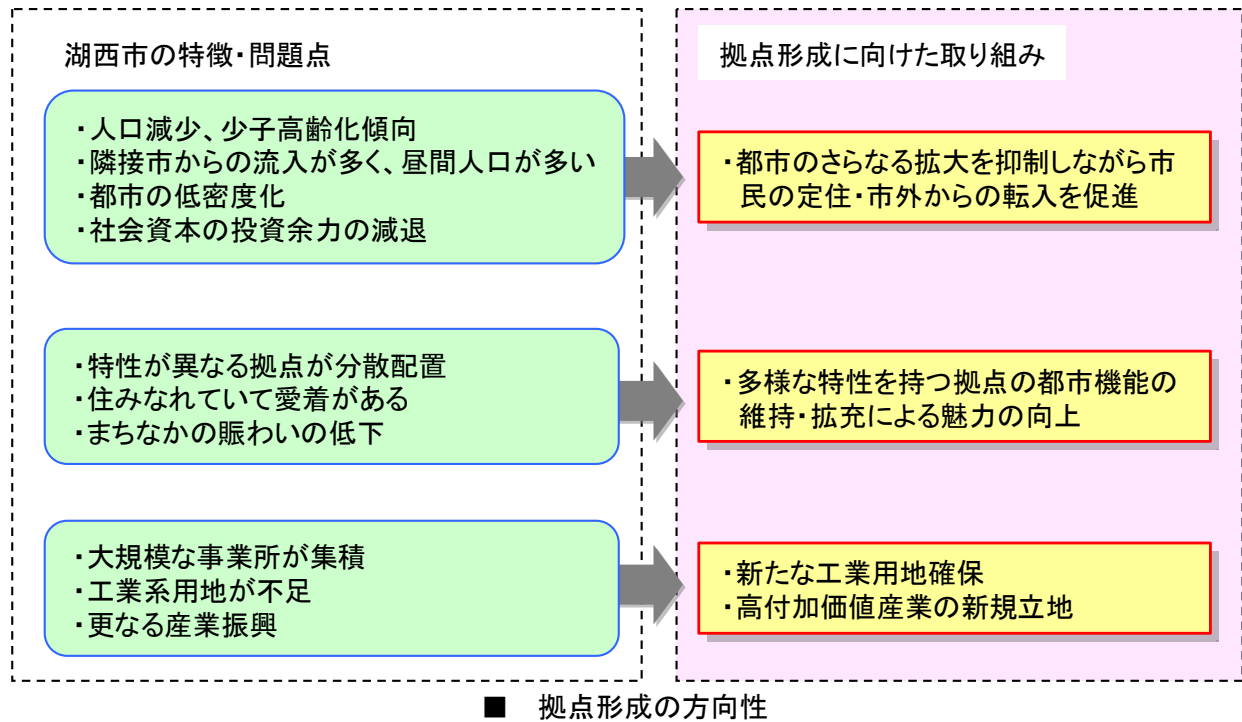 湖西市の特徴・問題点
・人口減少、少子高齢化傾向
・隣接市からの流入が多く、昼間人口が多い
・都市の低密度化
・社会資本の投資余力の減退
・特性が異なる拠点が分散配置
・住みなれていて愛着がある
・まちなかの賑わいの低下
・大規模な事業所が集積
・工業系用地が不足
・更なる産業振興
拠点形成に向けた取り組み
・都市のさらなる拡大を抑制しながら市
民の定住・市外からの転入を促進
・多様な特性を持つ拠点の都市機能の
維持・拡充による魅力の向上
・新たな工業用地確保
・高付加価値産業の新規立地
■ 拠点形成の方向性